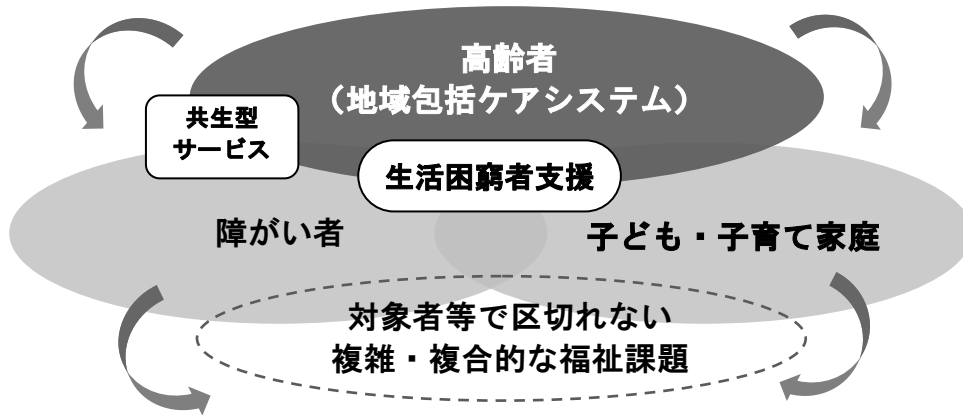 高齢者
（地域包括ケアシステム）
共生型
サービス
生活困窮者支援
障がい者
子ども・子育て家庭
対象者等で区切れない
複雑・複合的な福祉課題